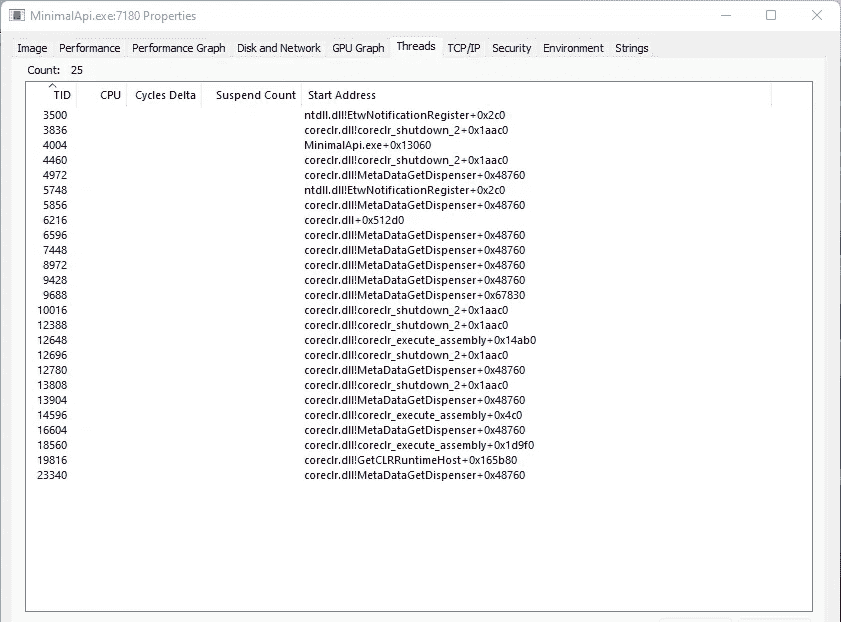 MinimalApi.exe:7180 Properties
Image Performance Performance Graph Disk and Network GPU Graph Threads TCP/IP Security Environment Strings
Count: 25
TID CPU Cycles Delta Suspend Count Start Address
3500 ntdll.dll!EtwNotificationRegister+0x2c0
3836 coreclr.dll!coreclr_shutdown_2+0x1aac0
4004 MinimalApi.exe+0x13060
4460 coreclr.dll!coreclr_shutdown_2+0x1aac0
4972 coreclr.dll!MetaDataGetDispenser+0x48760
5748 ntdll.dll!EtwNotificationRegister+0x2c0
5856 coreclr.dll!MetaDataGetDispenser+0x48760
6216 coreclr.dll+0x512d0
6596 coreclr.dll!MetaDataGetDispenser+0x48760
7448 coreclr.dll!MetaDataGetDispenser+0x48760
8972 coreclr.dll!MetaDataGetDispenser+0x48760
9428 coreclr.dll!MetaDataGetDispenser+0x48760
9688 coreclr.dll!MetaDataGetDispenser+0x67830
10016 coreclr.dll!coreclr_shutdown_2+0x1aac0
12388 coreclr.dll!coreclr_shutdown_2+0x1aac0
12648 coreclr.dll!coreclr_execute_assembly+0x14ab0
12696 coreclr.dll!coreclr_shutdown_2+0x1aac0
12780 coreclr.dll!MetaDataGetDispenser+0x48760
13808 coreclr.dll!coreclr_shutdown_2+0x1aac0
13904 coreclr.dll!MetaDataGetDispenser+0x48760
14596 coreclr.dll!coreclr_execute_assembly+0x4c0
16604 coreclr.dll!MetaDataGetDispenser+0x48760
18560 coreclr.dll!coreclr_execute_assembly+0x1d9f0
19816 coreclr.dll!GetCLRRuntimeHost+0x165b80
23340 coreclr.dll!MetaDataGetDispenser+0x48760